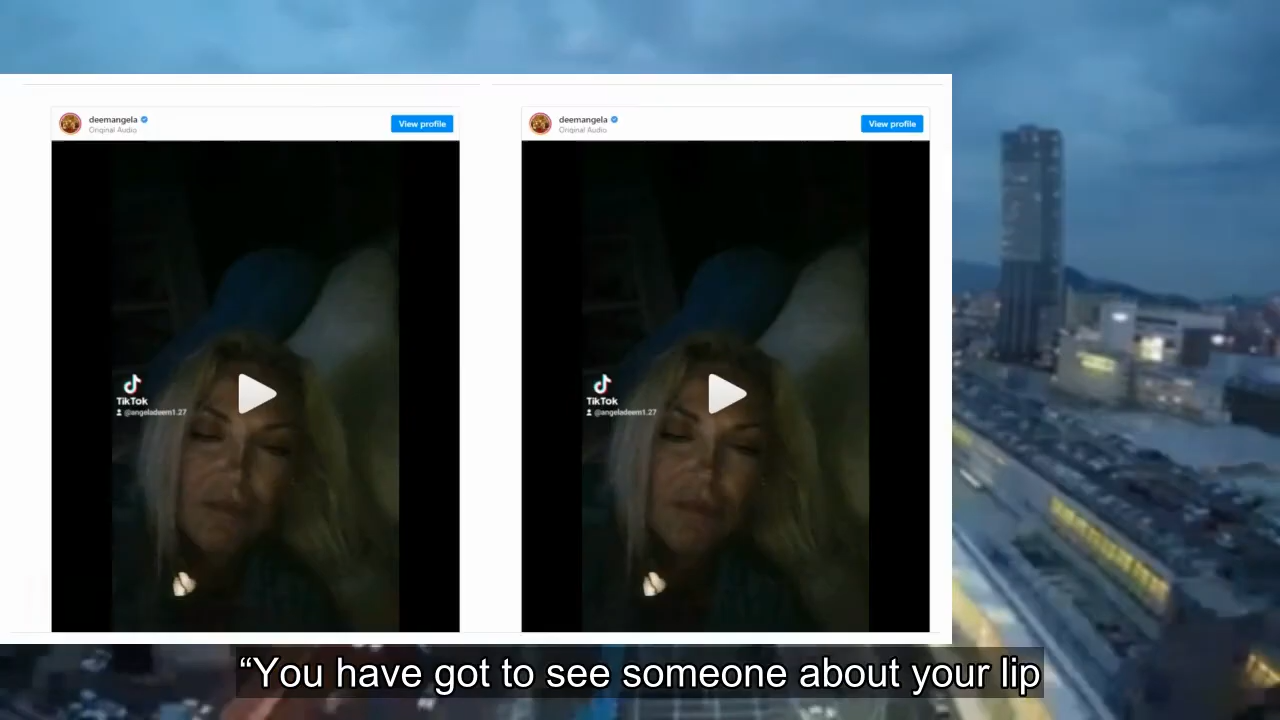 deemangela
Original Audio
View profile
deemangela
Original Audio
View profile
TikTok
@angeladeem1.27
TikTok
@angeladeem1.27
“You have got to see someone about your lip